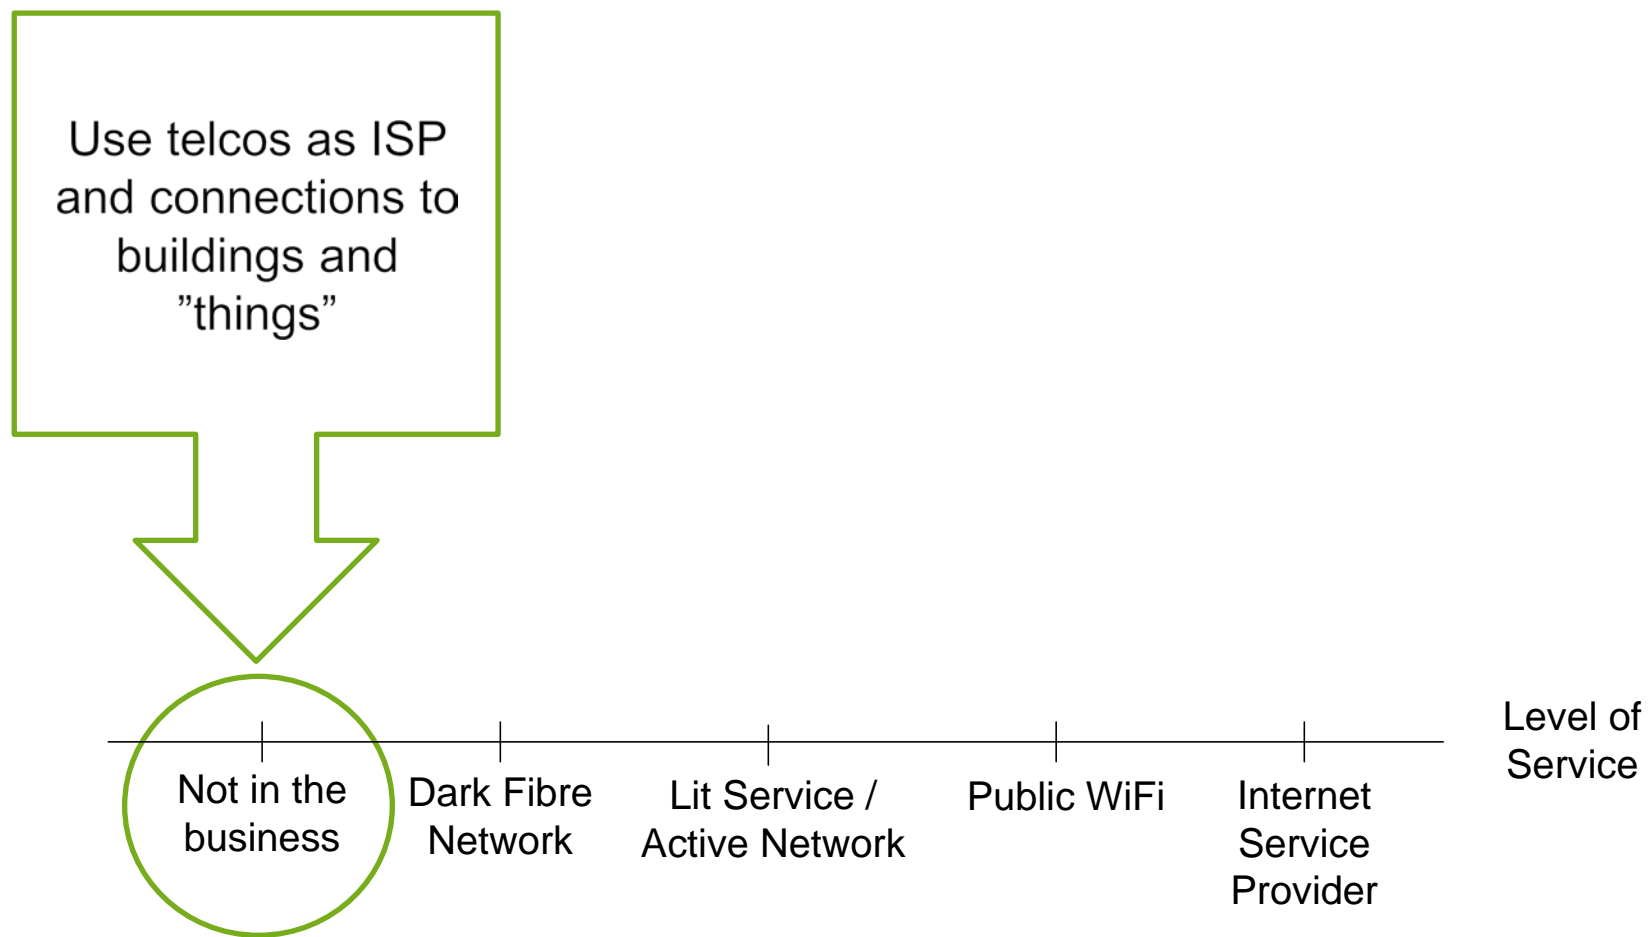 Use telcos as ISP
and connections to
buildings and
”things”
Level of
Service
Not in the
business
Dark Fibre
Network
Lit Service /
Active Network
Public WiFi
Internet
Service
Provider